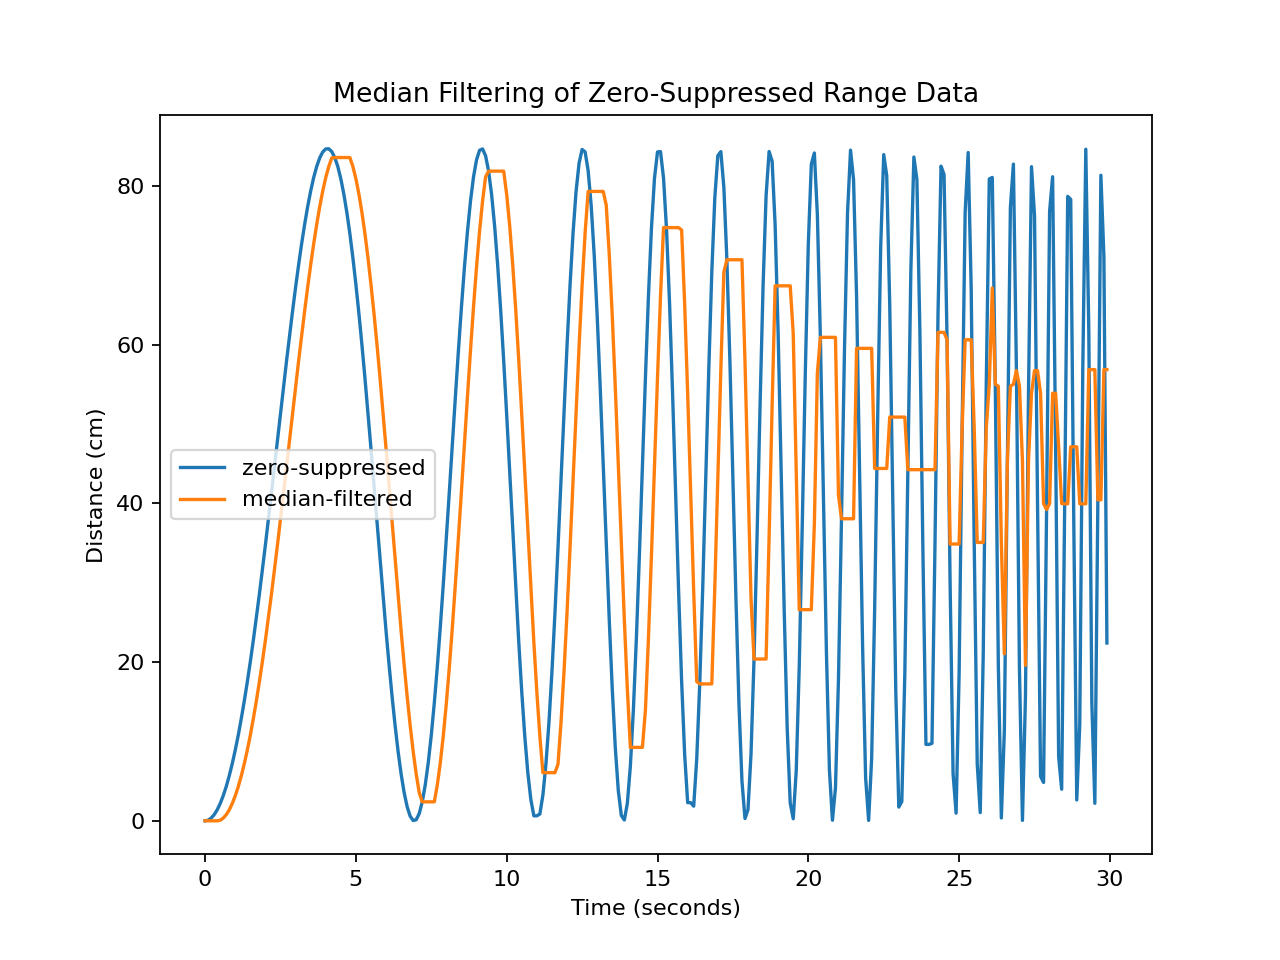 Median Filtering of Zero-Suppressed Range Data
80
60
40
20
0
Distance (cm)
zero-suppressed
median-filtered
0 5 10 15 20 25 30
Time (seconds)